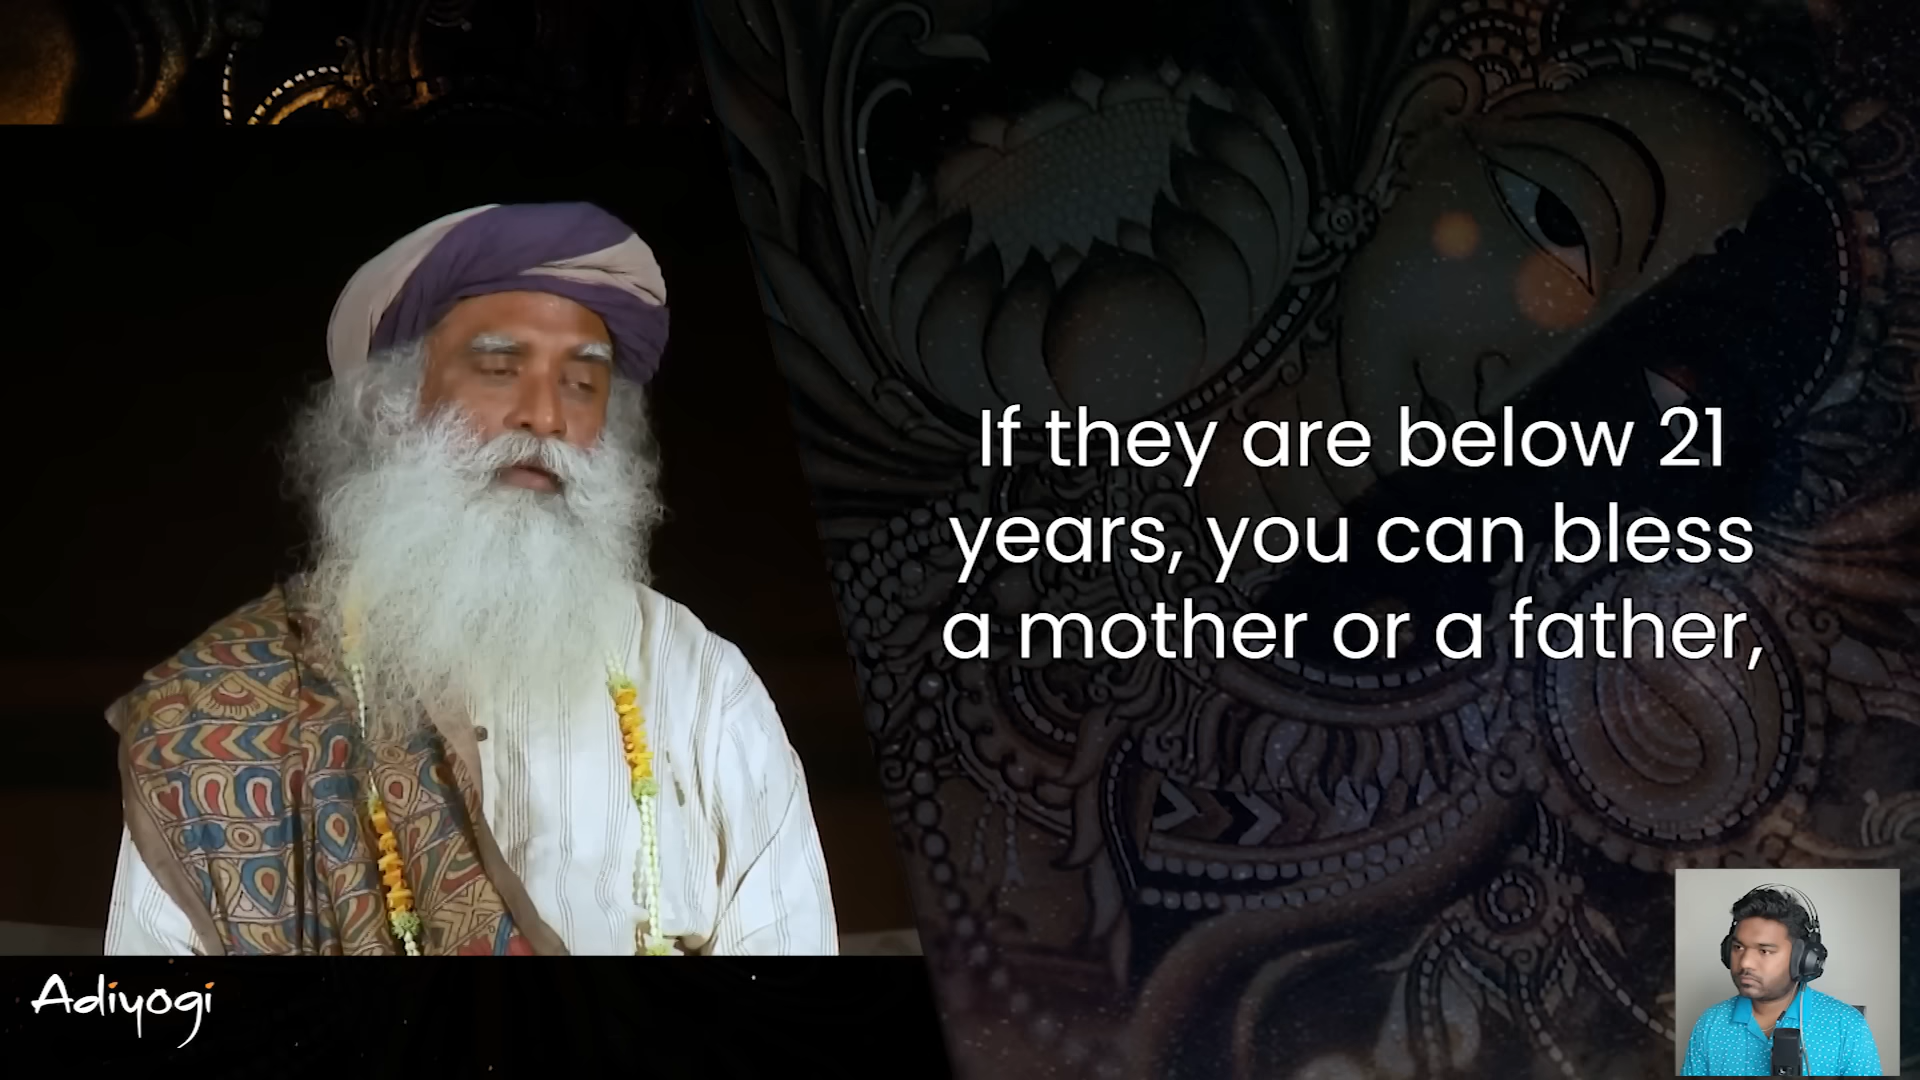 If they are below 21
years, you can bless
a mother or a father,
Adiyogi